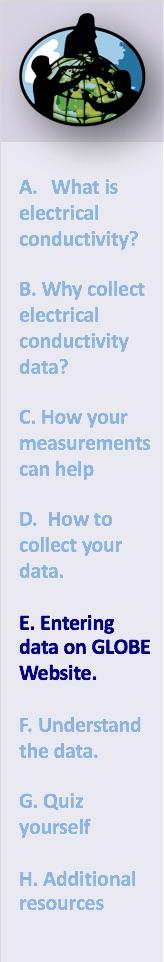 A. What is
electrical
conductivity?
B. Why collect
electrical
conductivity
data?
C. How your
measurements
can help
D. How to
collect your
data.
E. Entering
data on GLOBE
Website.
F. Understand
the data.
G. Quiz
yourself
H. Additional
resources